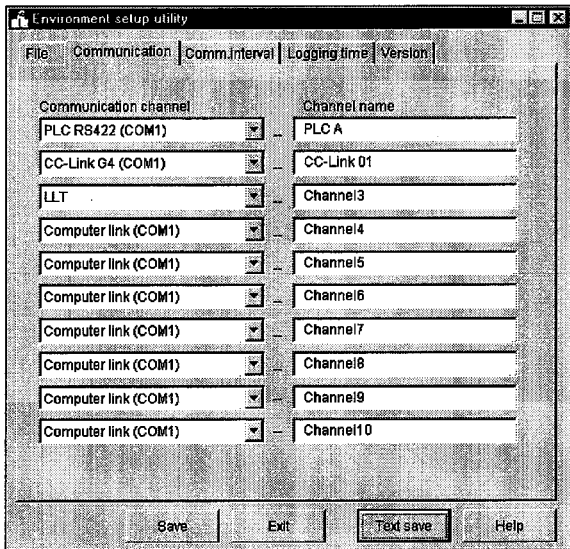 Environment setup utility
File Communication Comm.interval Logging time Version
Communication channel Channel name
PLC RS422 (COM1) - PLC A
CC-Link G4 (COM1) - CC-Link 01
LLT - Channel3
Computer link (COM1) - Channel4
Computer link (COM1) - Channel5
Computer link (COM1) - Channel6
Computer link (COM1) - Channel7
Computer link (COM1) - Channel8
Computer link (COM1) - Channel9
Computer link (COM1) - Channel10
Save Exit Text save Help